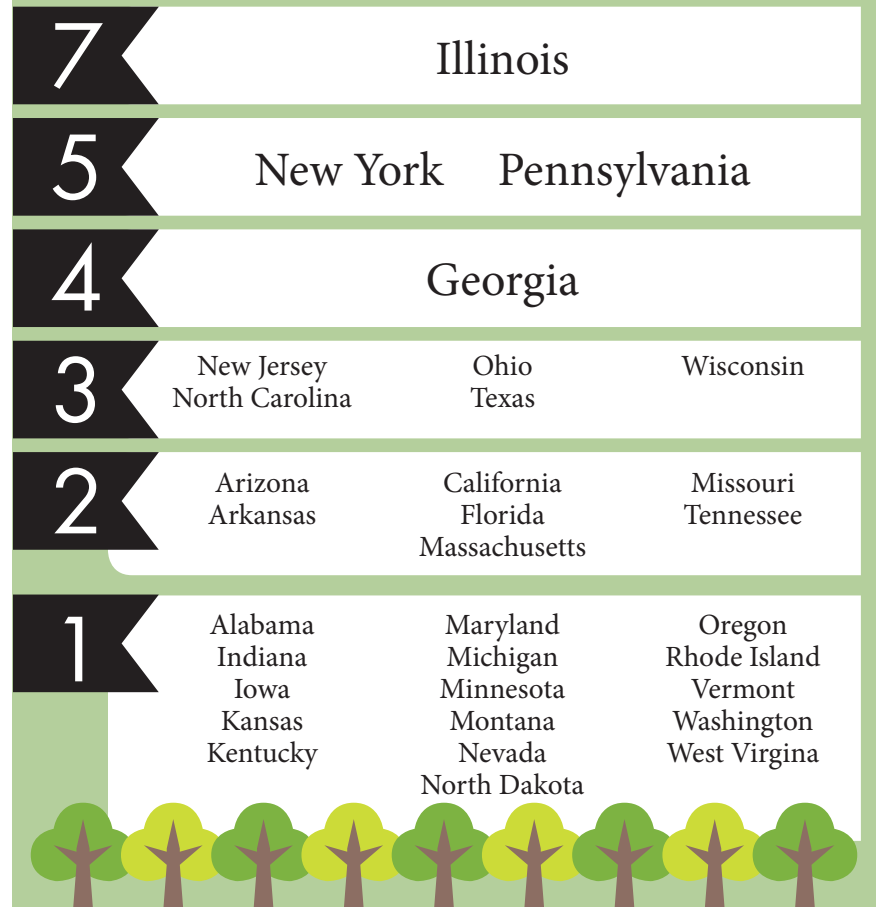 7
Illinois
5
New York Pennsylvania
4
Georgia
3
New Jersey Ohio Wisconsin
North Carolina Texas
2
Arizona California Missouri
Arkansas Florida Tennessee
Massachusetts
1
Alabama Maryland Oregon
Indiana Michigan Rhode Island
Iowa Minnesota Vermont
Kansas Montana Washington
Kentucky Nevada West Virgina
North Dakota